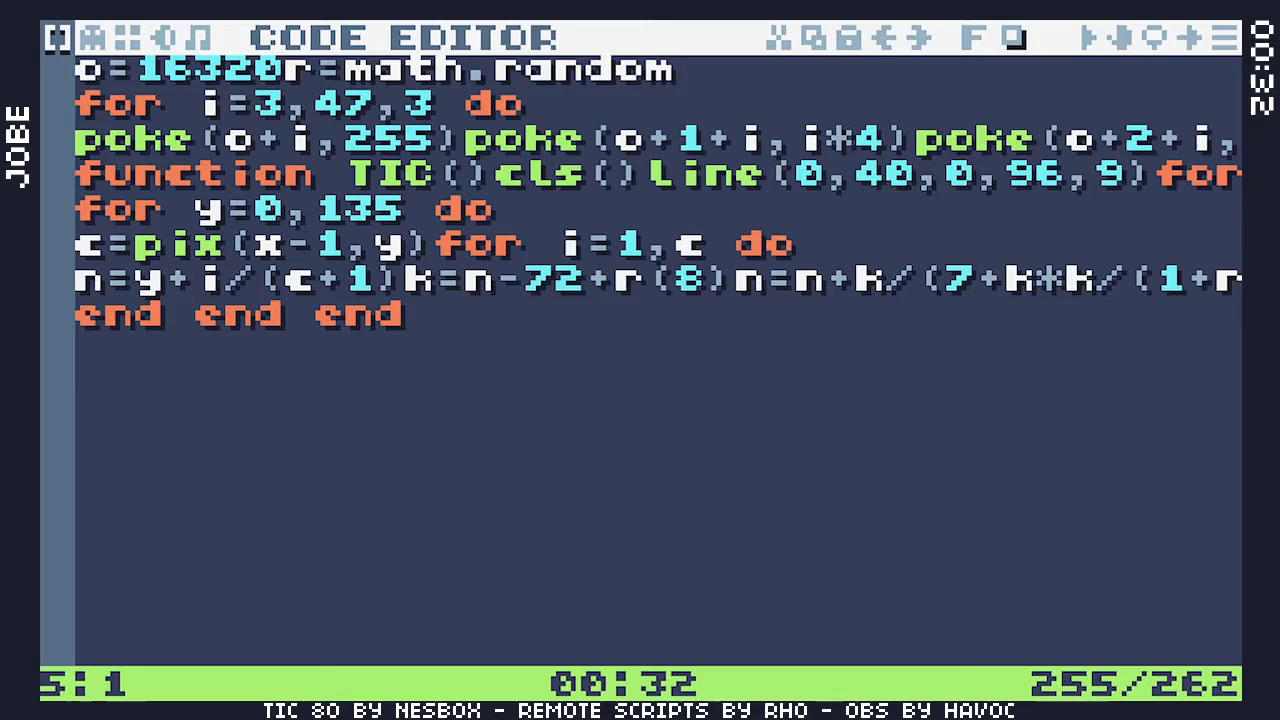 CODE EDITOR
o=16320r=math.random
for i=3,47,3 do
poke(o+i,255)poke(o+1+i,i*4)poke(o+2+i,
function TIC()cls()line(0,40,0,96,9)for
for y=0,135 do
c=pix(x-1,y)for i=1,c do
n=y+i/(c+1)k=n-72+r(8)n=n+k/(7+k*k/(1+r
end end end
5:1 00:32 255/262
TIC 80 BY NESBOX - REMOTE SCRIPTS BY RHO - OBS BY HAVOC
JOBE
00:32